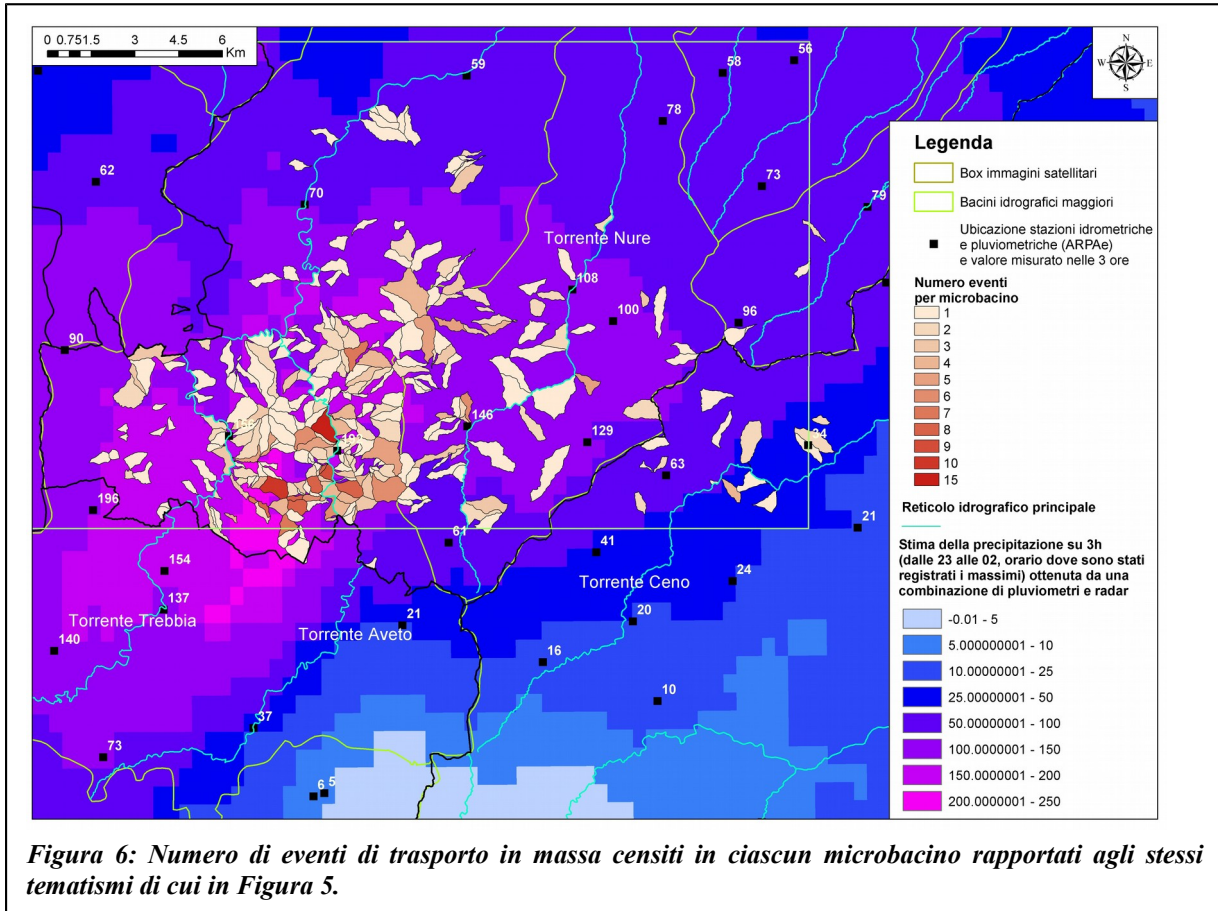 0 0.75 1.5 3 4.5 6
Km
N
W E
S
59
58
56
78
62
70
73
79
Torrente Nure
108
100
96
90
146
129
34
63
196
61
21
154
41
24
Torrente Ceno
137
21
20
Torrente Trebbia
Torrente Aveto
140
16
10
37
73
6
5
Legenda
Box immagini satellitari
Bacini idrografici maggiori
Ubicazione stazioni idrometriche
e pluviometriche (ARPAe)
e valore misurato nelle 3 ore
Numero eventi
per microbacino
1
2
3
4
5
6
7
8
9
10
15
Reticolo idrografico principale
Stima della precipitazione su 3h
(dalle 23 alle 02, orario dove sono stati
registrati i massimi) ottenuta da una
combinazione di pluviometri e radar
-0.01 - 5
5.000000001 - 10
10.00000001 - 25
25.00000001 - 50
50.00000001 - 100
100.0000001 - 150
150.0000001 - 200
200.0000001 - 250
Figura 6: Numero di eventi di trasporto in massa censiti in ciascun microbacino rapportati agli stessi
tematismi di cui in Figura 5.